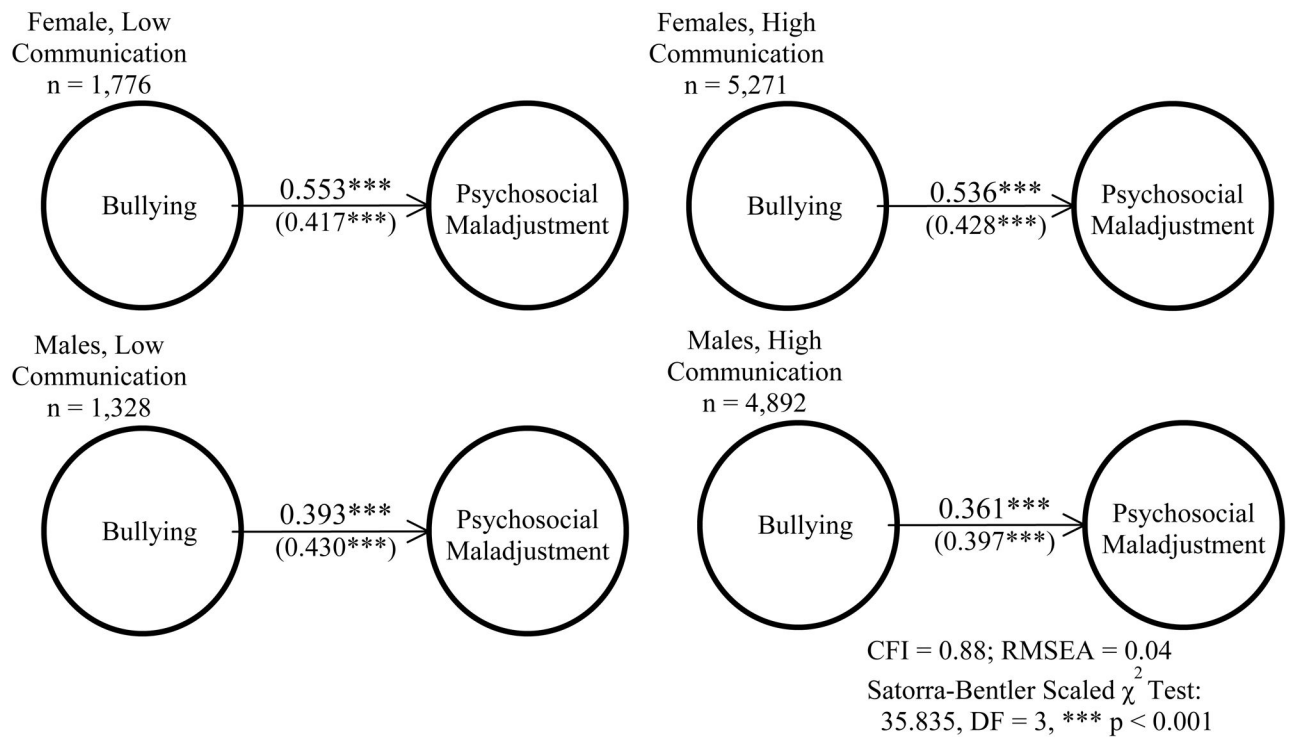 Female, Low
Communication
n = 1,776
Bullying
0.553***
(0.417***)
Psychosocial
Maladjustment
Females, High
Communication
n = 5,271
Bullying
0.536***
(0.428***)
Psychosocial
Maladjustment
Males, Low
Communication
n = 1,328
Bullying
0.393***
(0.430***)
Psychosocial
Maladjustment
Males, High
Communication
n = 4,892
Bullying
0.361***
(0.397***)
Psychosocial
Maladjustment
CFI = 0.88; RMSEA = 0.04
Satorra-Bentler Scaled χ² Test:
35.835, DF = 3, *** p < 0.001